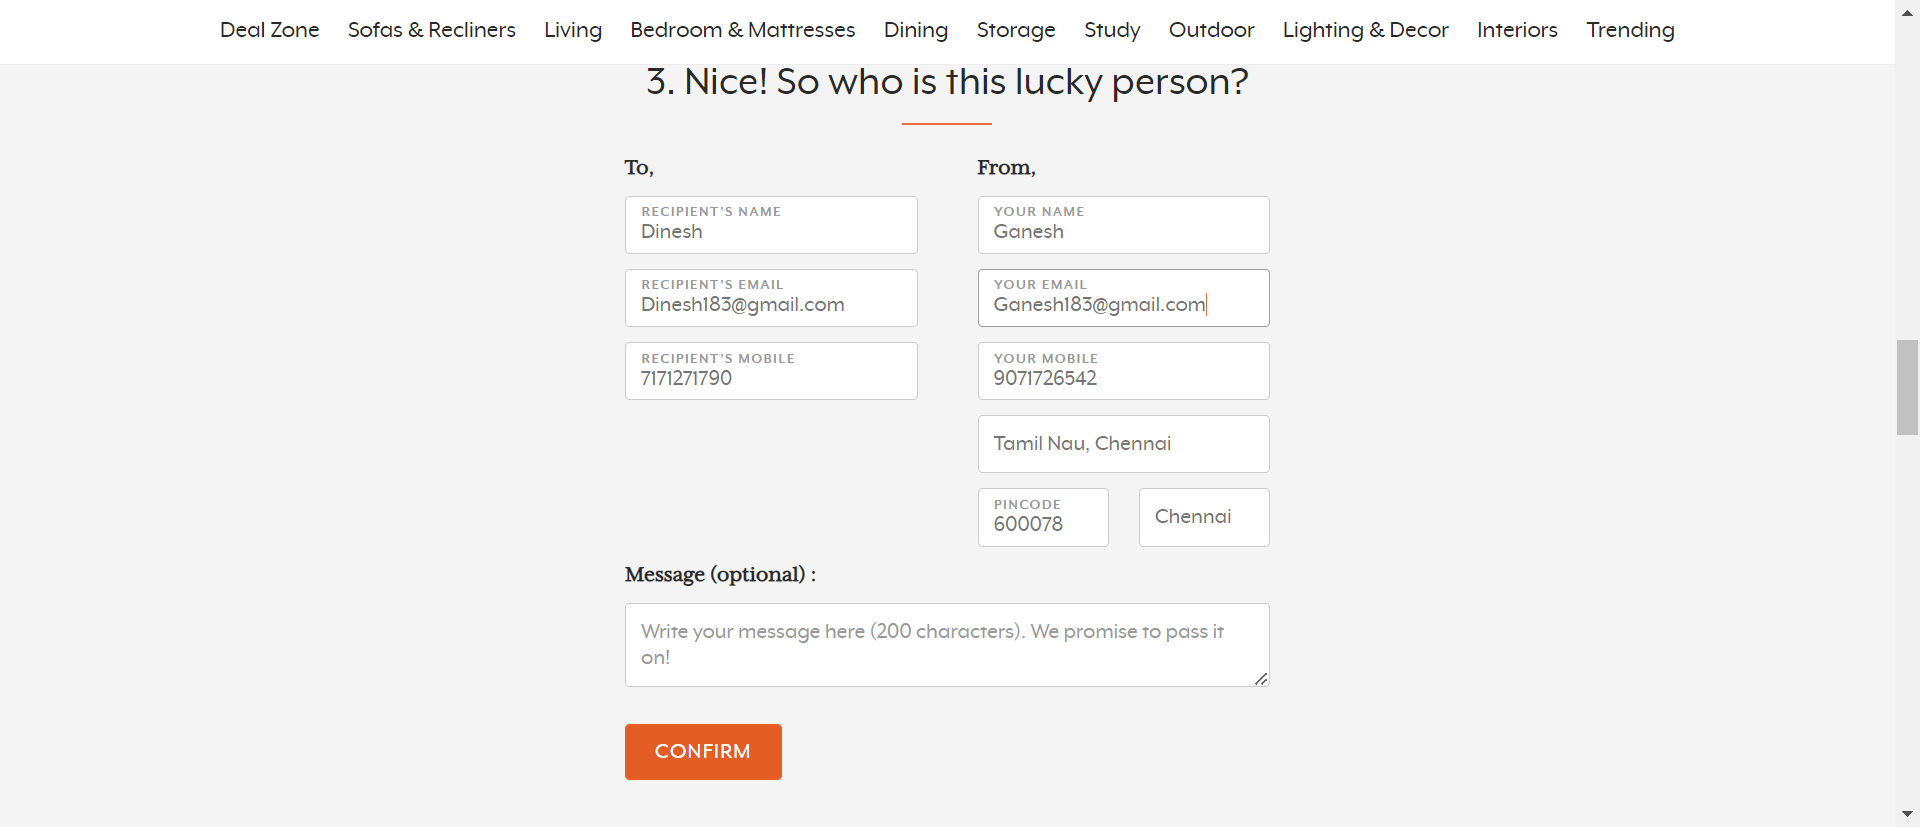 Deal Zone Sofas & Recliners Living Bedroom & Mattresses Dining Storage Study Outdoor Lighting & Decor Interiors Trending
3. Nice! So who is this lucky person?
To,
RECIPIENT'S NAME
Dinesh
RECIPIENT'S EMAIL
Dinesh183@gmail.com
RECIPIENT'S MOBILE
7171271790
From,
YOUR NAME
Ganesh
YOUR EMAIL
Ganesh183@gmail.com
YOUR MOBILE
9071726542
Tamil Nau, Chennai
PINCODE
600078
Chennai
Message (optional) :
Write your message here (200 characters). We promise to pass it
on!
CONFIRM